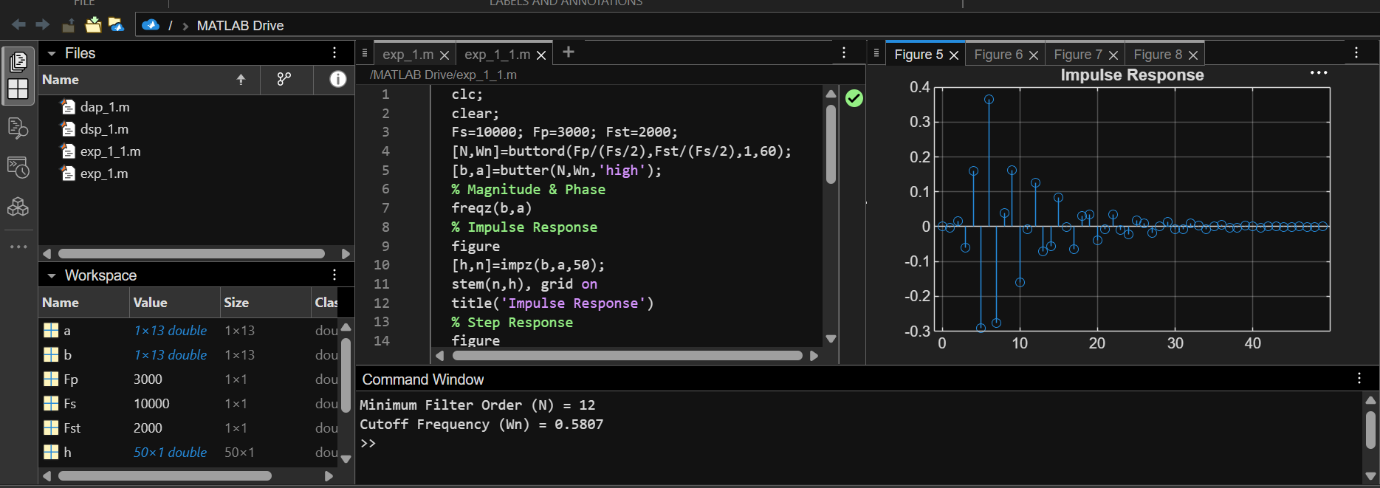 FILE
LABELS AND ANNOTATIONS
/ > MATLAB Drive
Files
Name
dap_1.m
dsp_1.m
exp_1_1.m
exp_1.m
Workspace
Name Value Size Clas
a 1×13 double 1×13 dou
b 1×13 double 1×13 dou
Fp 3000 1×1 dou
Fs 10000 1×1 dou
Fst 2000 1×1 dou
h 50×1 double 50×1 dou
exp_1.m × exp_1_1.m × +
/MATLAB Drive/exp_1_1.m
1 clc;
2 clear;
3 Fs=10000; Fp=3000; Fst=2000;
4 [N,Wn]=buttord(Fp/(Fs/2),Fst/(Fs/2),1,60);
5 [b,a]=butter(N,Wn,'high');
6 % Magnitude & Phase
7 freqz(b,a)
8 % Impulse Response
9 figure
10 [h,n]=impz(b,a,50);
11 stem(n,h), grid on
12 title('Impulse Response')
13 % Step Response
14 figure
Figure 5 × Figure 6 × Figure 7 × Figure 8 ×
Impulse Response
0.4
0.3
0.2
0.1
0
-0.1
-0.2
-0.3
0 10 20 30 40
Command Window
Minimum Filter Order (N) = 12
Cutoff Frequency (Wn) = 0.5807
>>